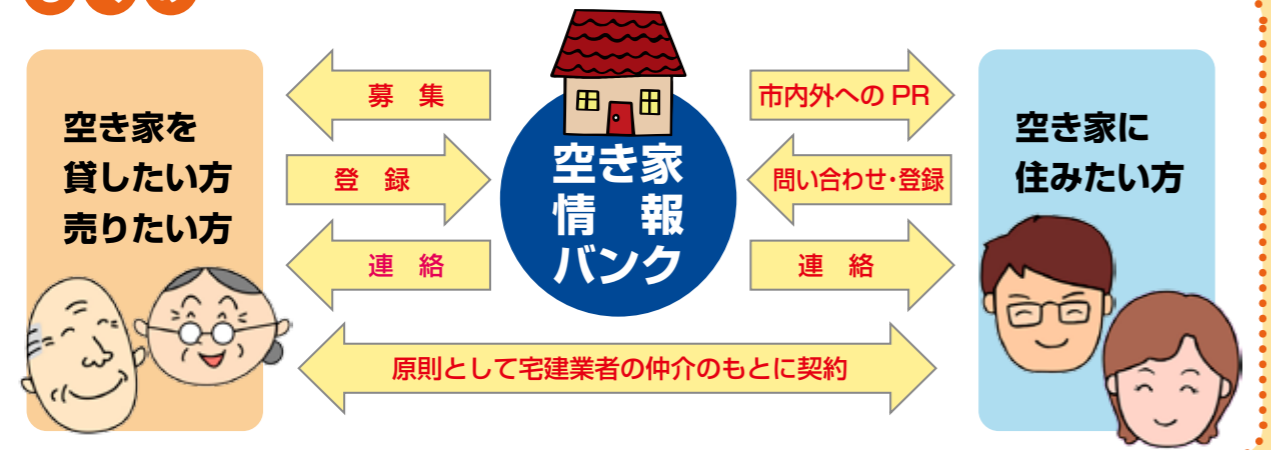 空き家を
貸したい方
売りたい方
募 集
登 録
連 絡
空き家
情 報
バンク
市内外への PR
問い合わせ・登録
連 絡
空き家に
住みたい方
原則として宅建業者の仲介のもとに契約